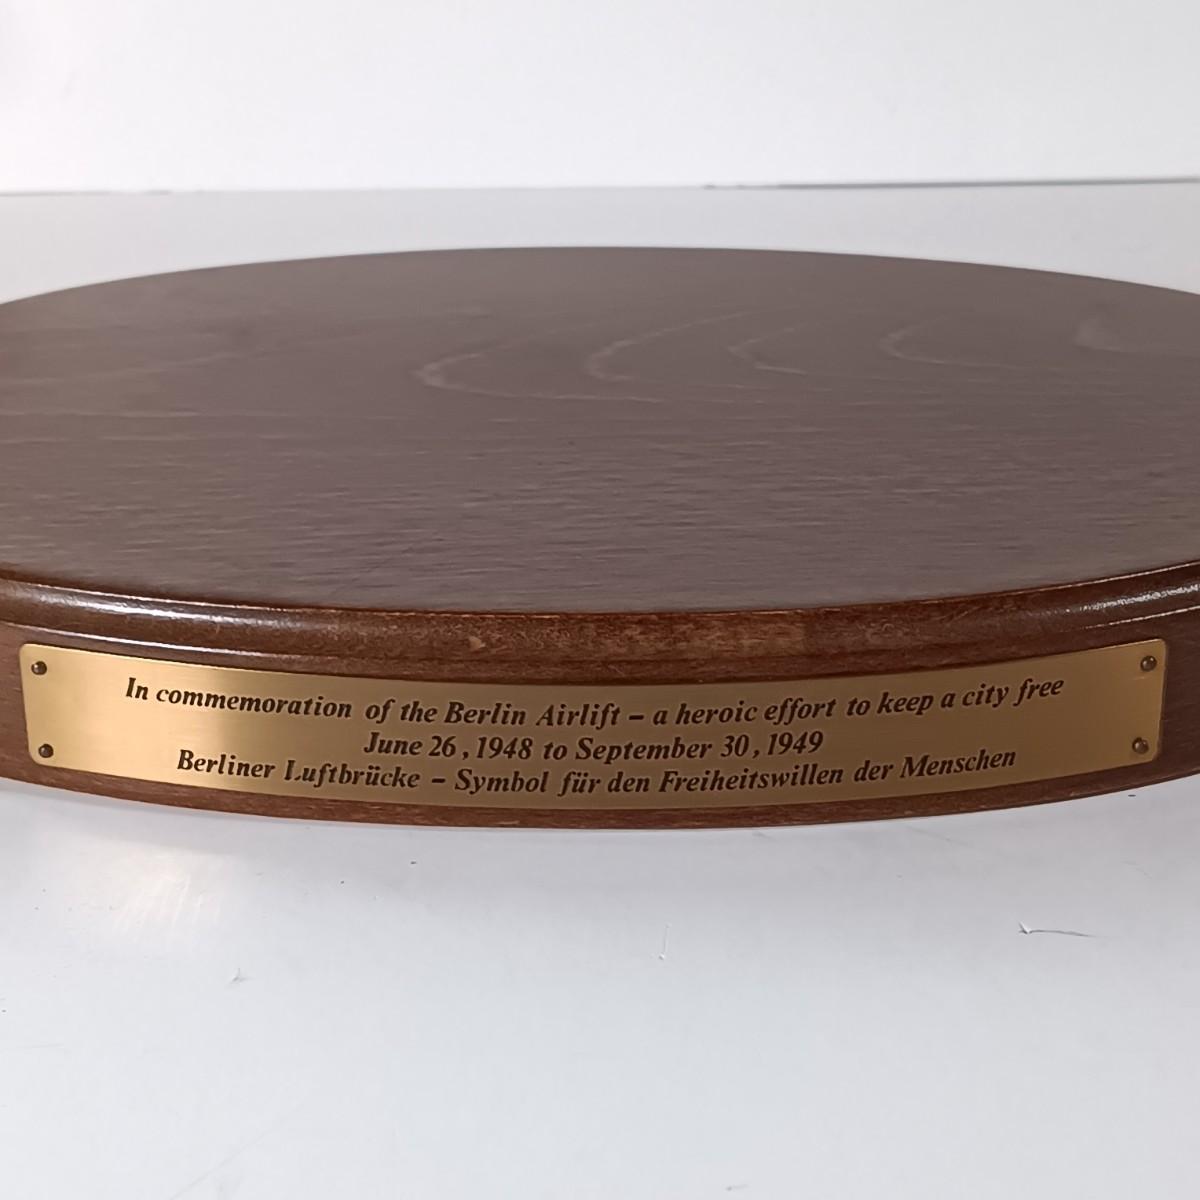 In commemoration of the Berlin Airlift – a heroic effort to keep a city free
June 26, 1948 to September 30, 1949
Berliner Luftbrücke – Symbol für den Freiheitswillen der Menschen